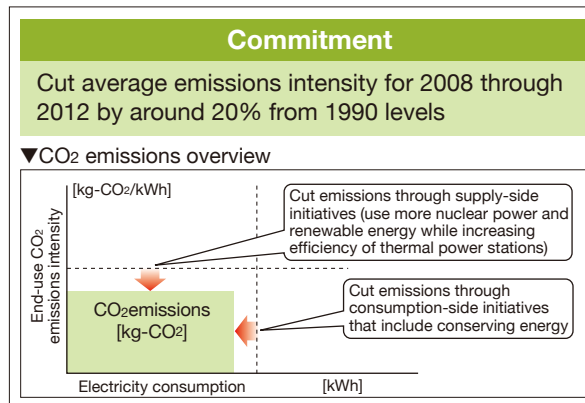 Commitment
Cut average emissions intensity for 2008 through
2012 by around 20% from 1990 levels
▼CO2 emissions overview
[kg-CO2/kWh]
Cut emissions through supply-side
initiatives (use more nuclear power and
renewable energy while increasing
efficiency of thermal power stations)
End-use CO2
emissions intensity
CO2emissions
[kg-CO2]
Cut emissions through
consumption-side initiatives
that include conserving energy
Electricity consumption
[kWh]